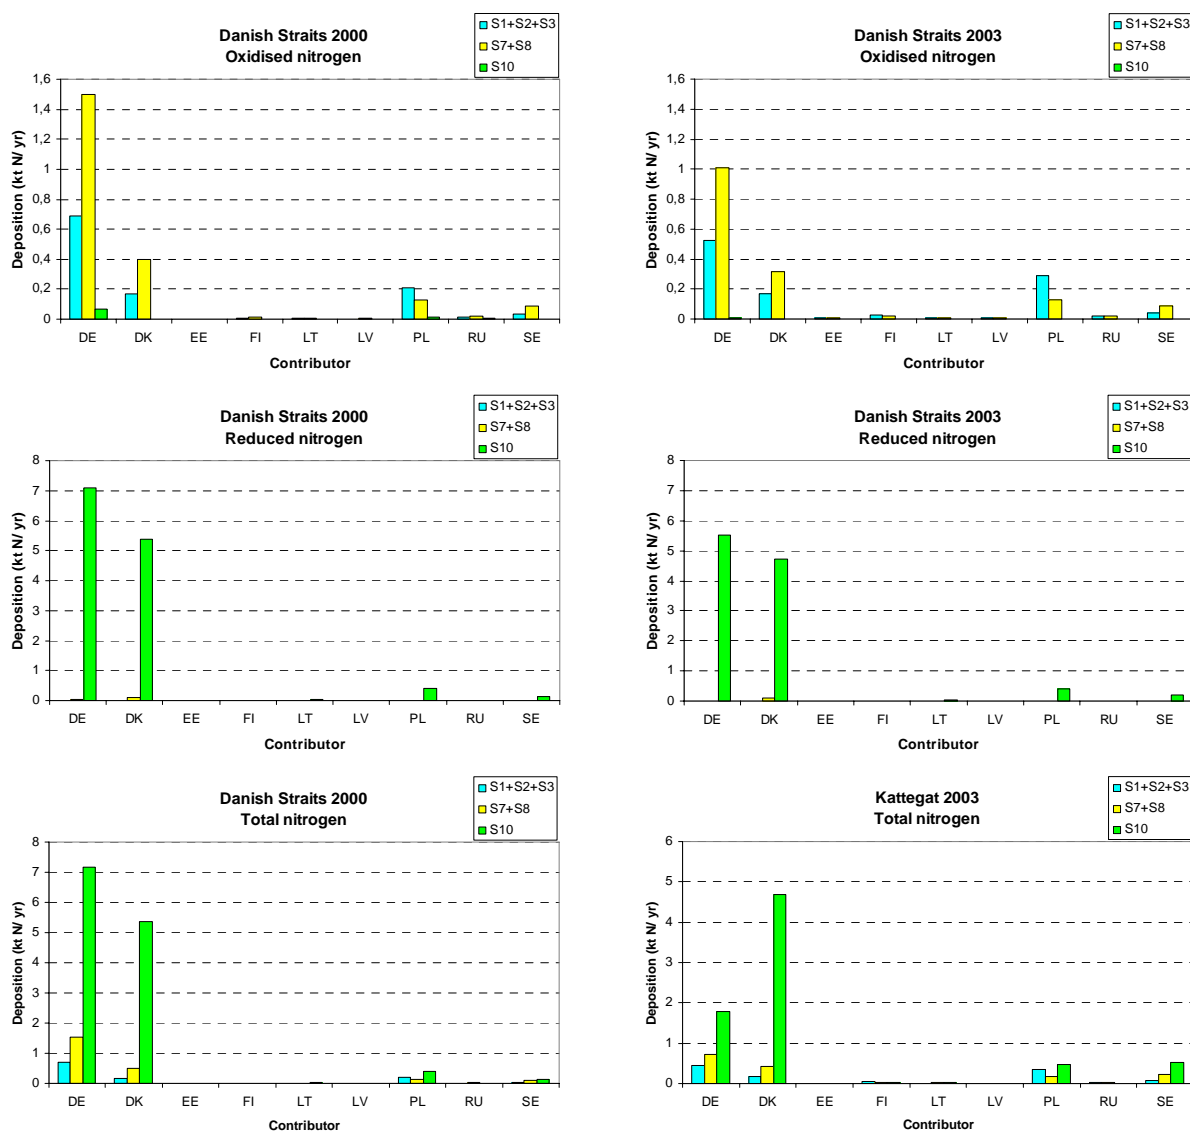 Danish Straits 2000
Oxidised nitrogen
S1+S2+S3
S7+S8
S10
Deposition (kt N/ yr)
1,6
1,4
1,2
1
0,8
0,6
0,4
0,2
0
DE DK EE FI LT LV PL RU SE
Contributor
Danish Straits 2003
Oxidised nitrogen
S1+S2+S3
S7+S8
S10
Deposition (kt N/ yr)
1,6
1,4
1,2
1
0,8
0,6
0,4
0,2
0
DE DK EE FI LT LV PL RU SE
Contributor
Danish Straits 2000
Reduced nitrogen
S1+S2+S3
S7+S8
S10
Deposition (kt N/ yr)
8
7
6
5
4
3
2
1
0
DE DK EE FI LT LV PL RU SE
Contributor
Danish Straits 2003
Reduced nitrogen
S1+S2+S3
S7+S8
S10
Deposition (kt N/ yr)
8
7
6
5
4
3
2
1
0
DE DK EE FI LT LV PL RU SE
Contributor
Danish Straits 2000
Total nitrogen
S1+S2+S3
S7+S8
S10
Deposition (kt N/ yr)
8
7
6
5
4
3
2
1
0
DE DK EE FI LT LV PL RU SE
Contributor
Kattegat 2003
Total nitrogen
S1+S2+S3
S7+S8
S10
Deposition (kt N/ yr)
6
5
4
3
2
1
0
DE DK EE FI LT LV PL RU SE
Contributor